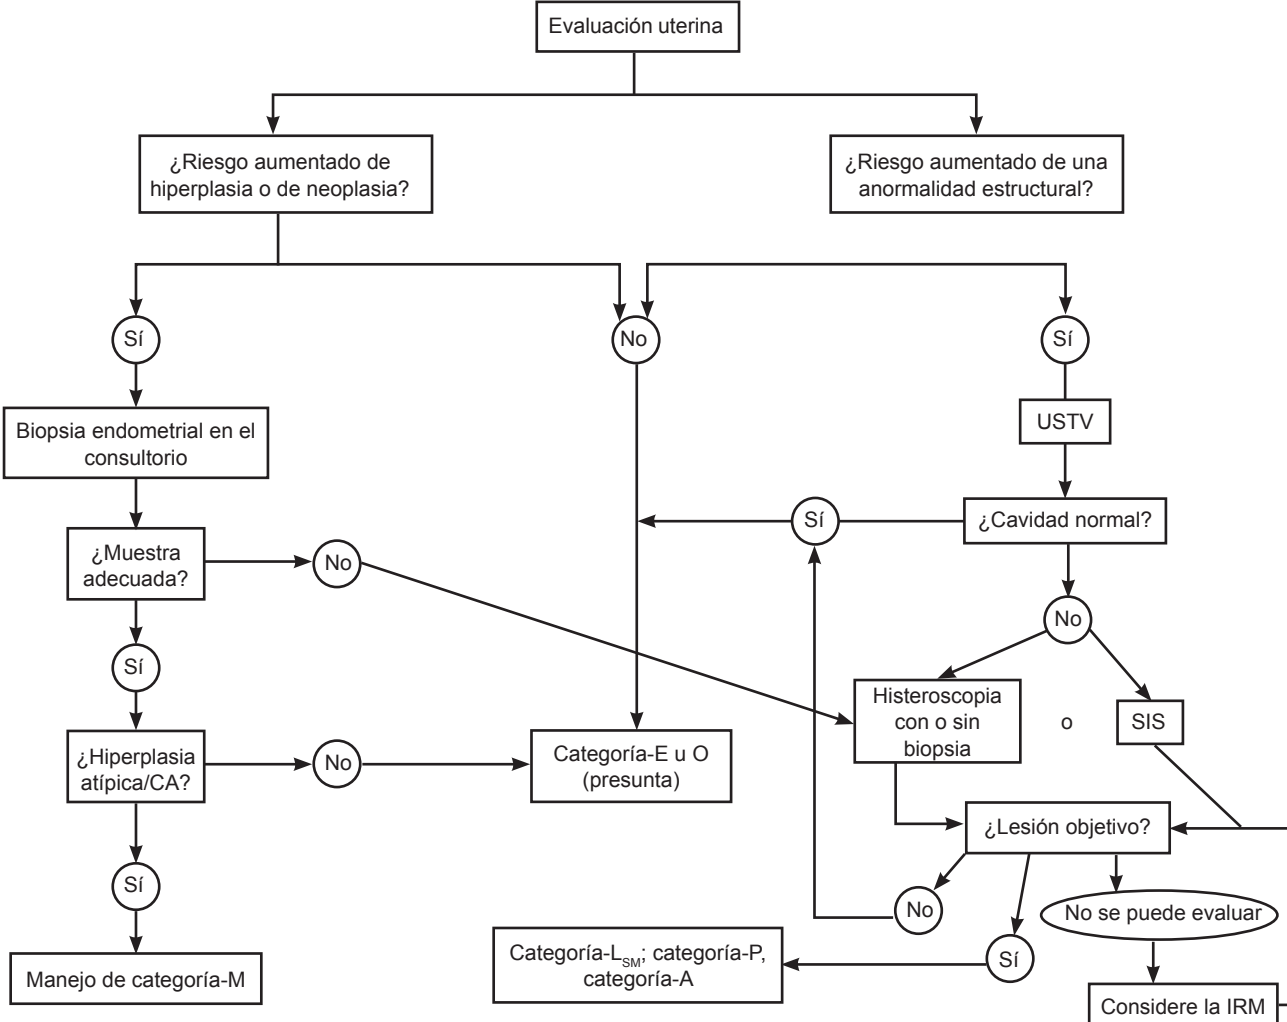 Evaluación uterina
¿Riesgo aumentado de
hiperplasia o de neoplasia?
¿Riesgo aumentado de una
anormalidad estructural?
Sí
No
Sí
Biopsia endometrial en el
consultorio
USTV
¿Cavidad normal?
Sí
¿Muestra
adecuada?
No
No
Sí
Histeroscopia
con o sin
biopsia
o
SIS
¿Hiperplasia
atípica/CA?
No
Categoría-E u O
(presunta)
¿Lesión objetivo?
Sí
No
No se puede evaluar
Categoría-LSM; categoría-P,
categoría-A
Sí
Manejo de categoría-M
Considere la IRM